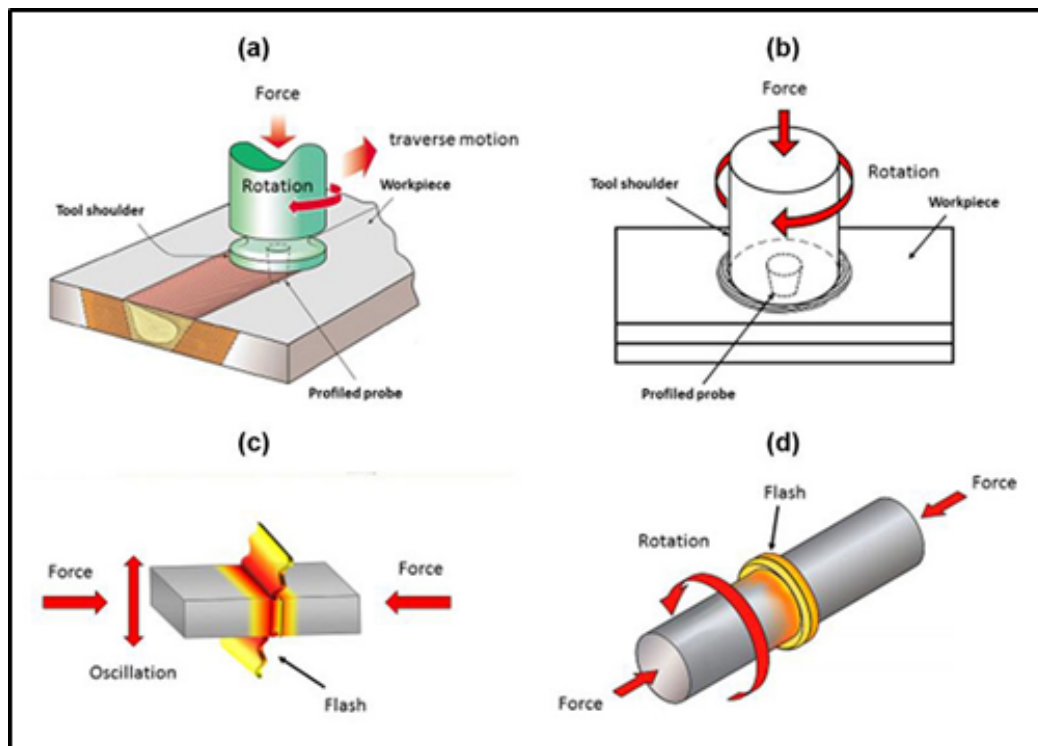 (a)
Force
traverse motion
Rotation
Workpiece
Tool shoulder
Profiled probe
(b)
Force
Rotation
Tool shoulder
Workpiece
Profiled probe
(c)
Force
Force
Oscillation
Flash
(d)
Force
Flash
Rotation
Force